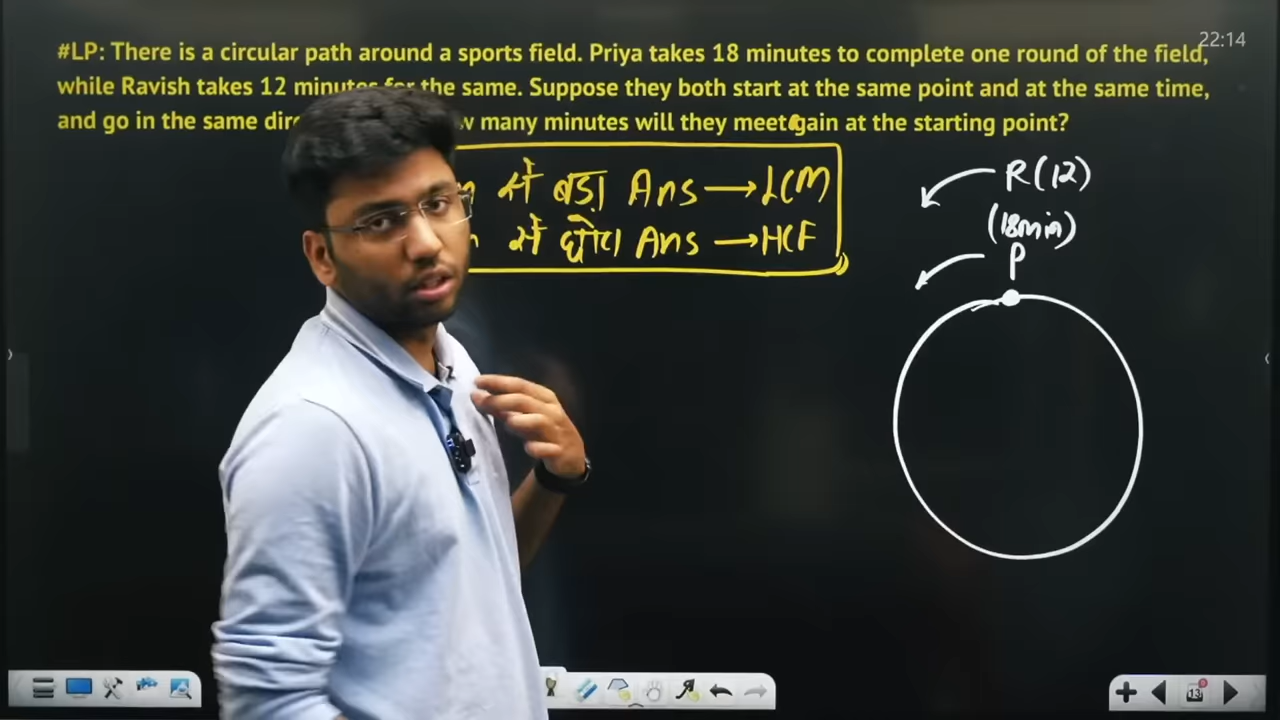 22:14
#LP: There is a circular path around a sports field. Priya takes 18 minutes to complete one round of the field,
while Ravish takes 12 minutes for the same. Suppose they both start at the same point and at the same time,
and go in the same dir many minutes will they meet again at the starting point?
से बड़ा Ans → LCM
से छोटा Ans → HCF
R(12)
(18min)
P
13